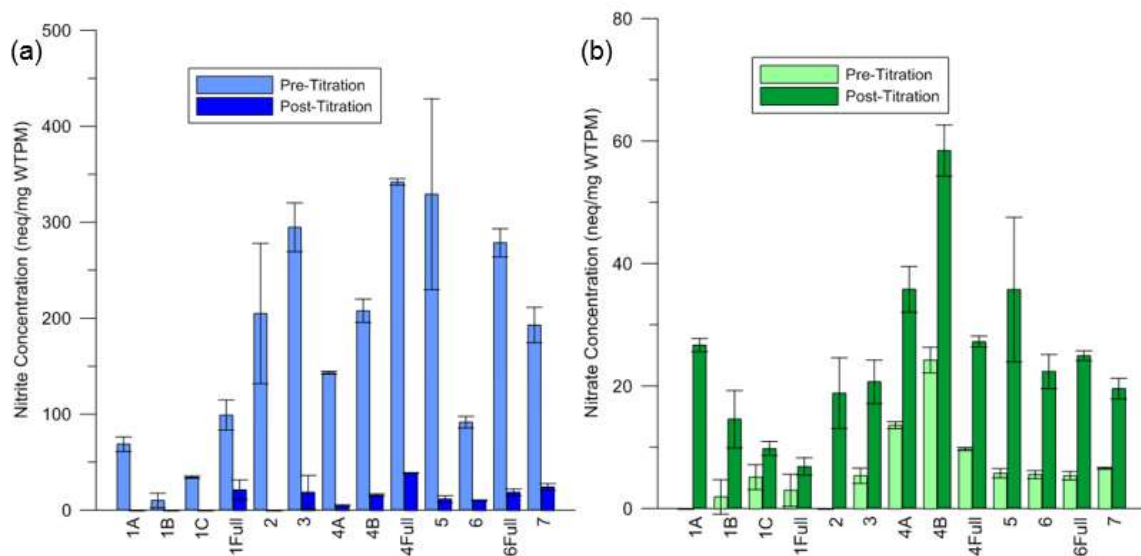 (a)
Nitrite Concentration (neq/mg WTPM)
500
400
300
200
100
0
Pre-Titration
Post-Titration
1A
1B
1C
1Full
2
3
4A
4B
4Full
5
6
6Full
7
(b)
Nitrate Concentration (neq/mg WTPM)
80
60
40
20
0
Pre-Titration
Post-Titration
1A
1B
1C
1Full
2
3
4A
4B
4Full
5
6
6Full
7